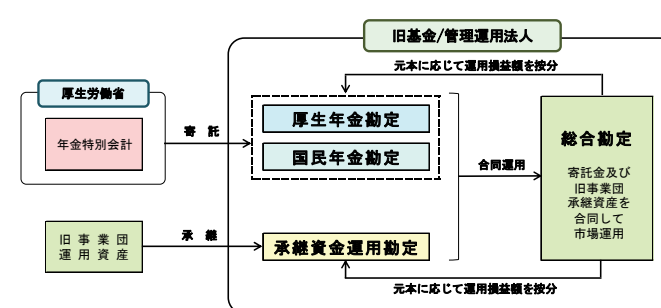 旧基金/管理運用法人
元本に応じて運用損益額を按分
厚生労働省
年金特別会計
寄 託
厚生年金勘定
国民年金勘定
合同運用
総合勘定
寄託金及び
旧事業団
承継資産を
合同して
市場運用
旧 事 業 団
運 用 資 産
承 継
承継資金運用勘定
元本に応じて運用損益額を按分